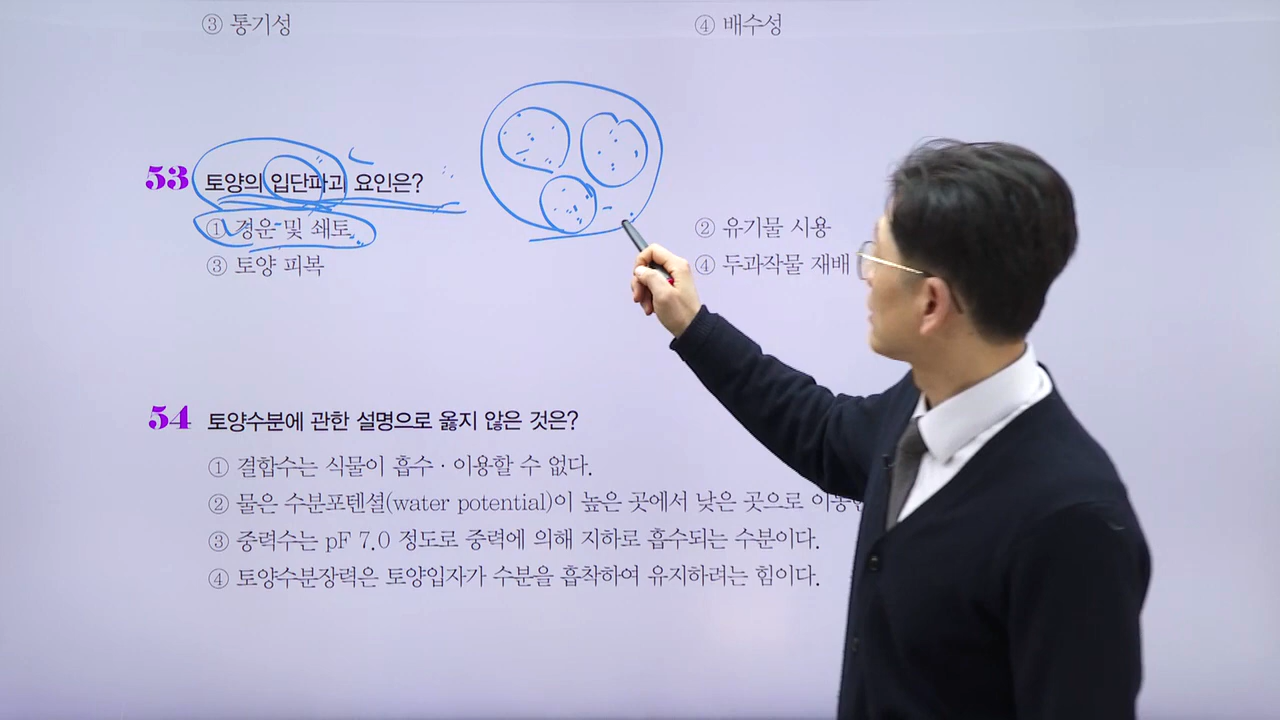 ③ 통기성 ④ 배수성
53 토양의 입단파괴 요인은?
① 경운 및 쇄토 ② 유기물 시용
③ 토양 피복 ④ 두과작물 재배
54 토양수분에 관한 설명으로 옳지 않은 것은?
① 결합수는 식물이 흡수·이용할 수 없다.
② 물은 수분포텐셜(water potential)이 높은 곳에서 낮은 곳으로
③ 중력수는 pF 7.0 정도로 중력에 의해 지하로 흡수되는 수분이다.
④ 토양수분장력은 토양입자가 수분을 흡착하여 유지하려는 힘이다.